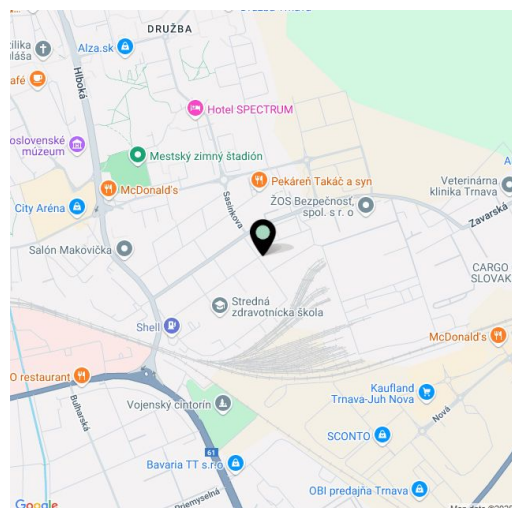 DRUŽBA
Alza.sk
Hlboká
Hotel SPECTRUM
oslovenské
múzeum
Mestský zimný štadión
McDonald's
Pekáreň Takáč a syn
Veterinárna
klinika Trnava
Sasinkova
ŽOS Bezpečnosť,
spol. s r. o
City Aréna
Zavarská
Salón Makovička
CARGO
SLOVAK
Stredná
zdravotnícka škola
Shell
McDonald's
O restaurant
Kaufland
Trnava-Juh Nova
Bulharská
Vojenský cintorín
Nová
SCONTO
61
Bavaria TT s.r.o
OBI predajňa Trnava
Priemyselná
Google